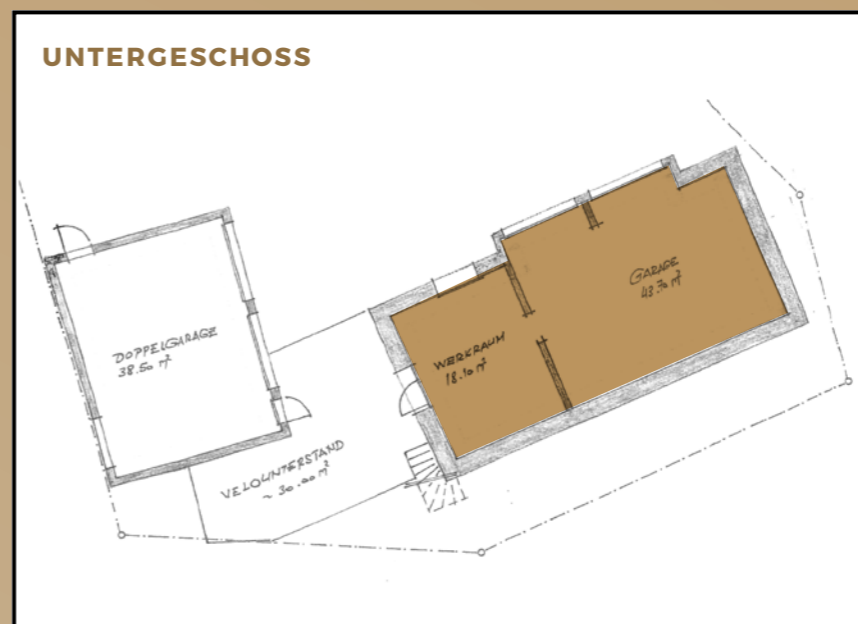 UNTERGESCHOSS
DOPPELGARAGE
38.50 m²
VELOUNTERSTAND
~ 30.00 m²
WERKRAUM
18.10 m²
GARAGE
43.70 m²